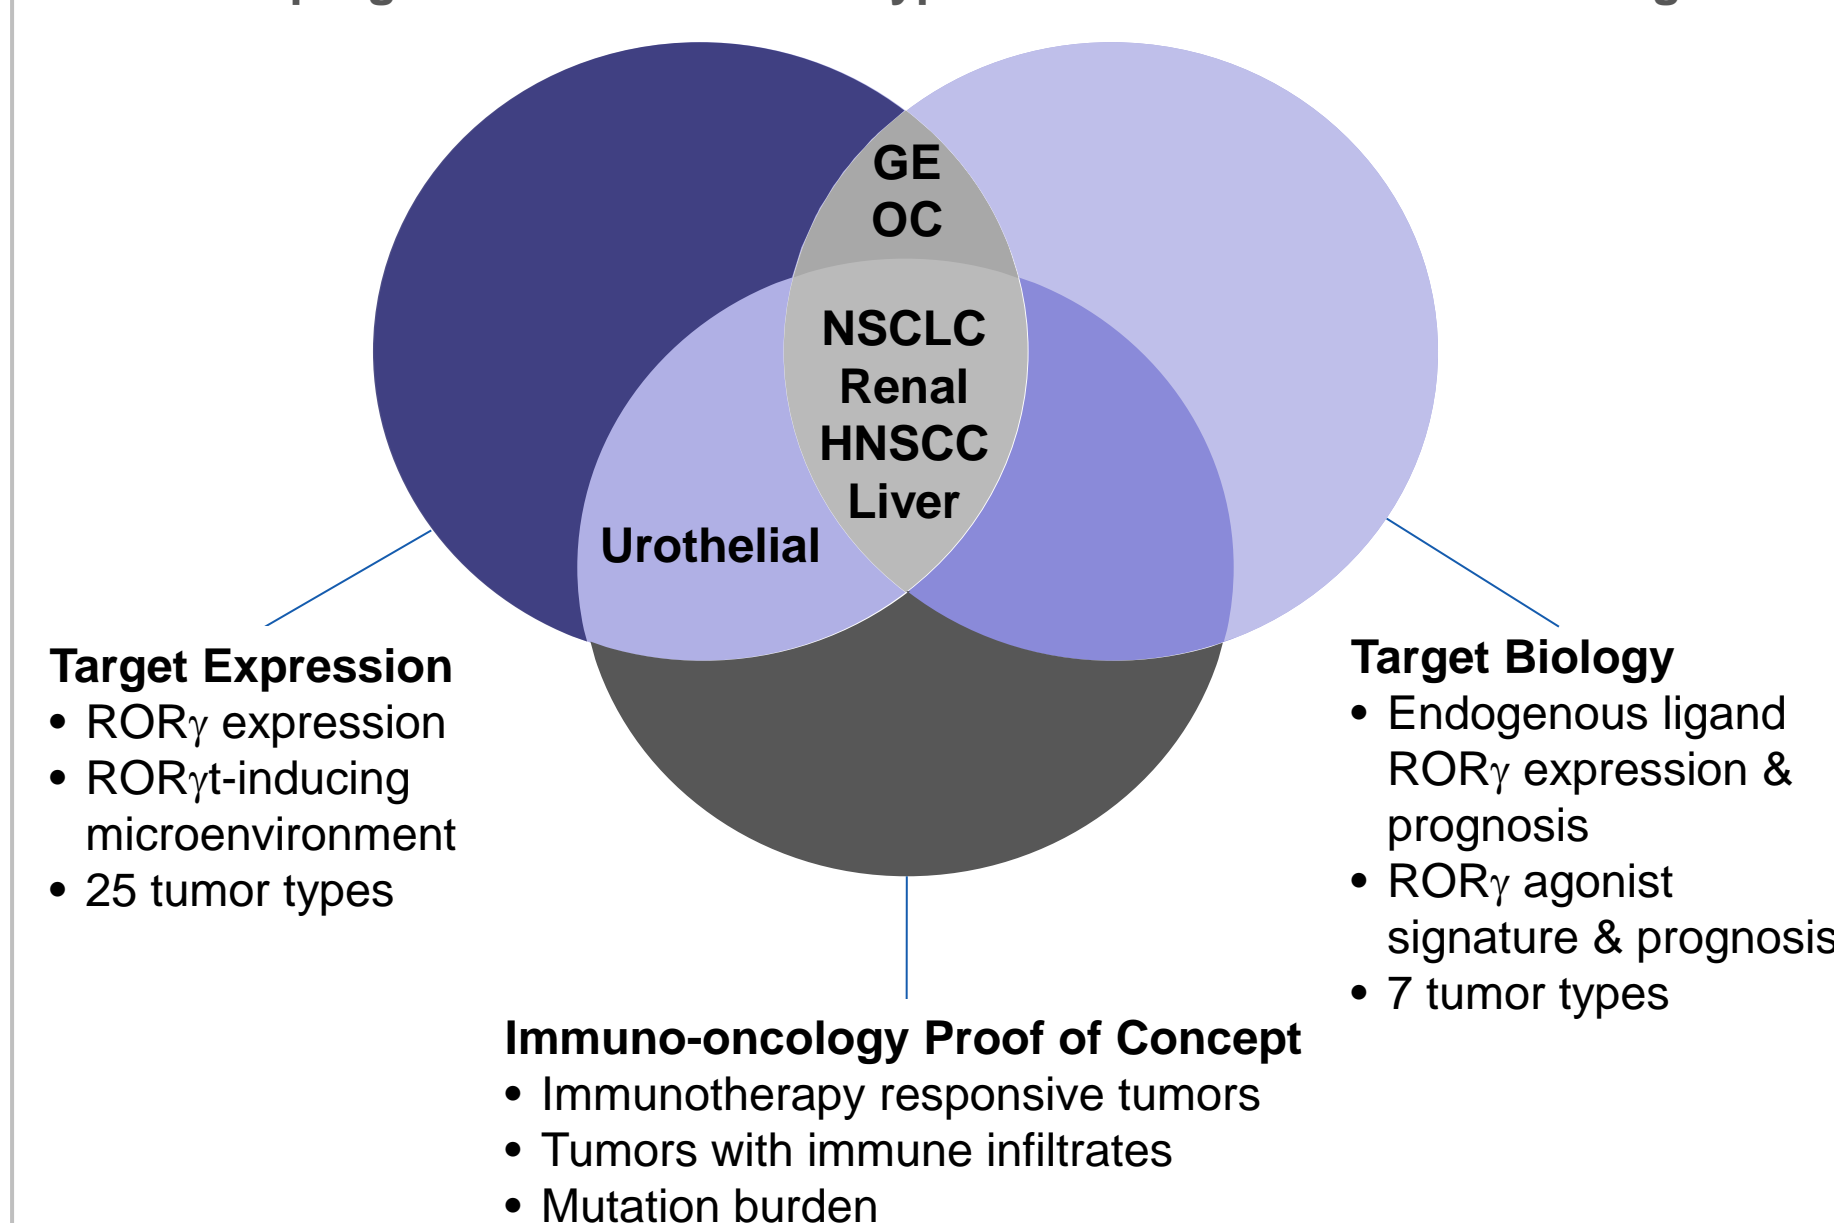 GE
OC
NSCLC
Renal
HNSCC
Liver
Urothelial
Target Expression
• RORγ expression
• RORγt-inducing
microenvironment
• 25 tumor types
Target Biology
• Endogenous ligand
RORγ expression &
prognosis
• RORγ agonist
signature & prognosis
• 7 tumor types
Immuno-oncology Proof of Concept
• Immunotherapy responsive tumors
• Tumors with immune infiltrates
• Mutation burden